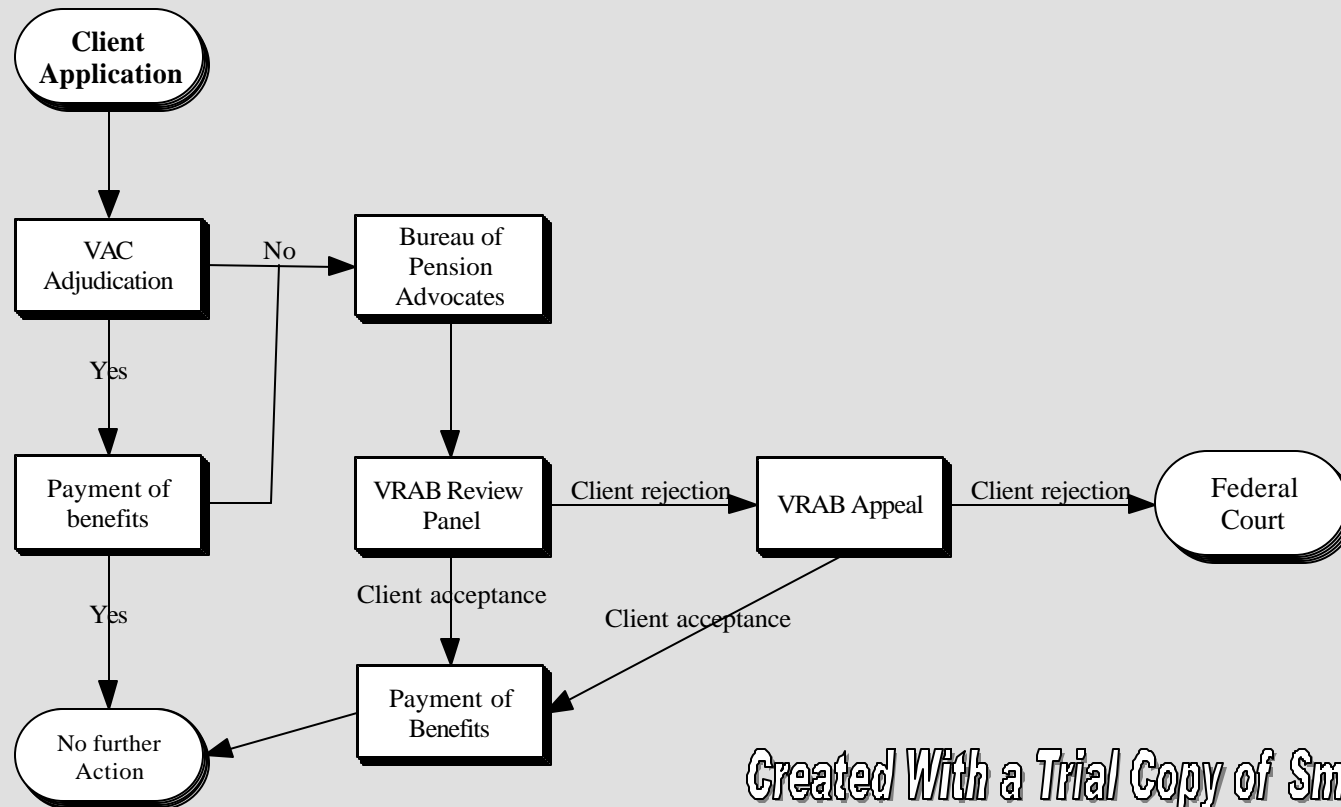 Client
Application
VAC
Adjudication
No
Bureau of
Pension
Advocates
Yes
Payment of
benefits
VRAB Review
Panel
Client rejection
VRAB Appeal
Client rejection
Federal
Court
Yes
Client acceptance
Client acceptance
Payment of
Benefits
No further
Action
Created With a Trial Copy of Sm